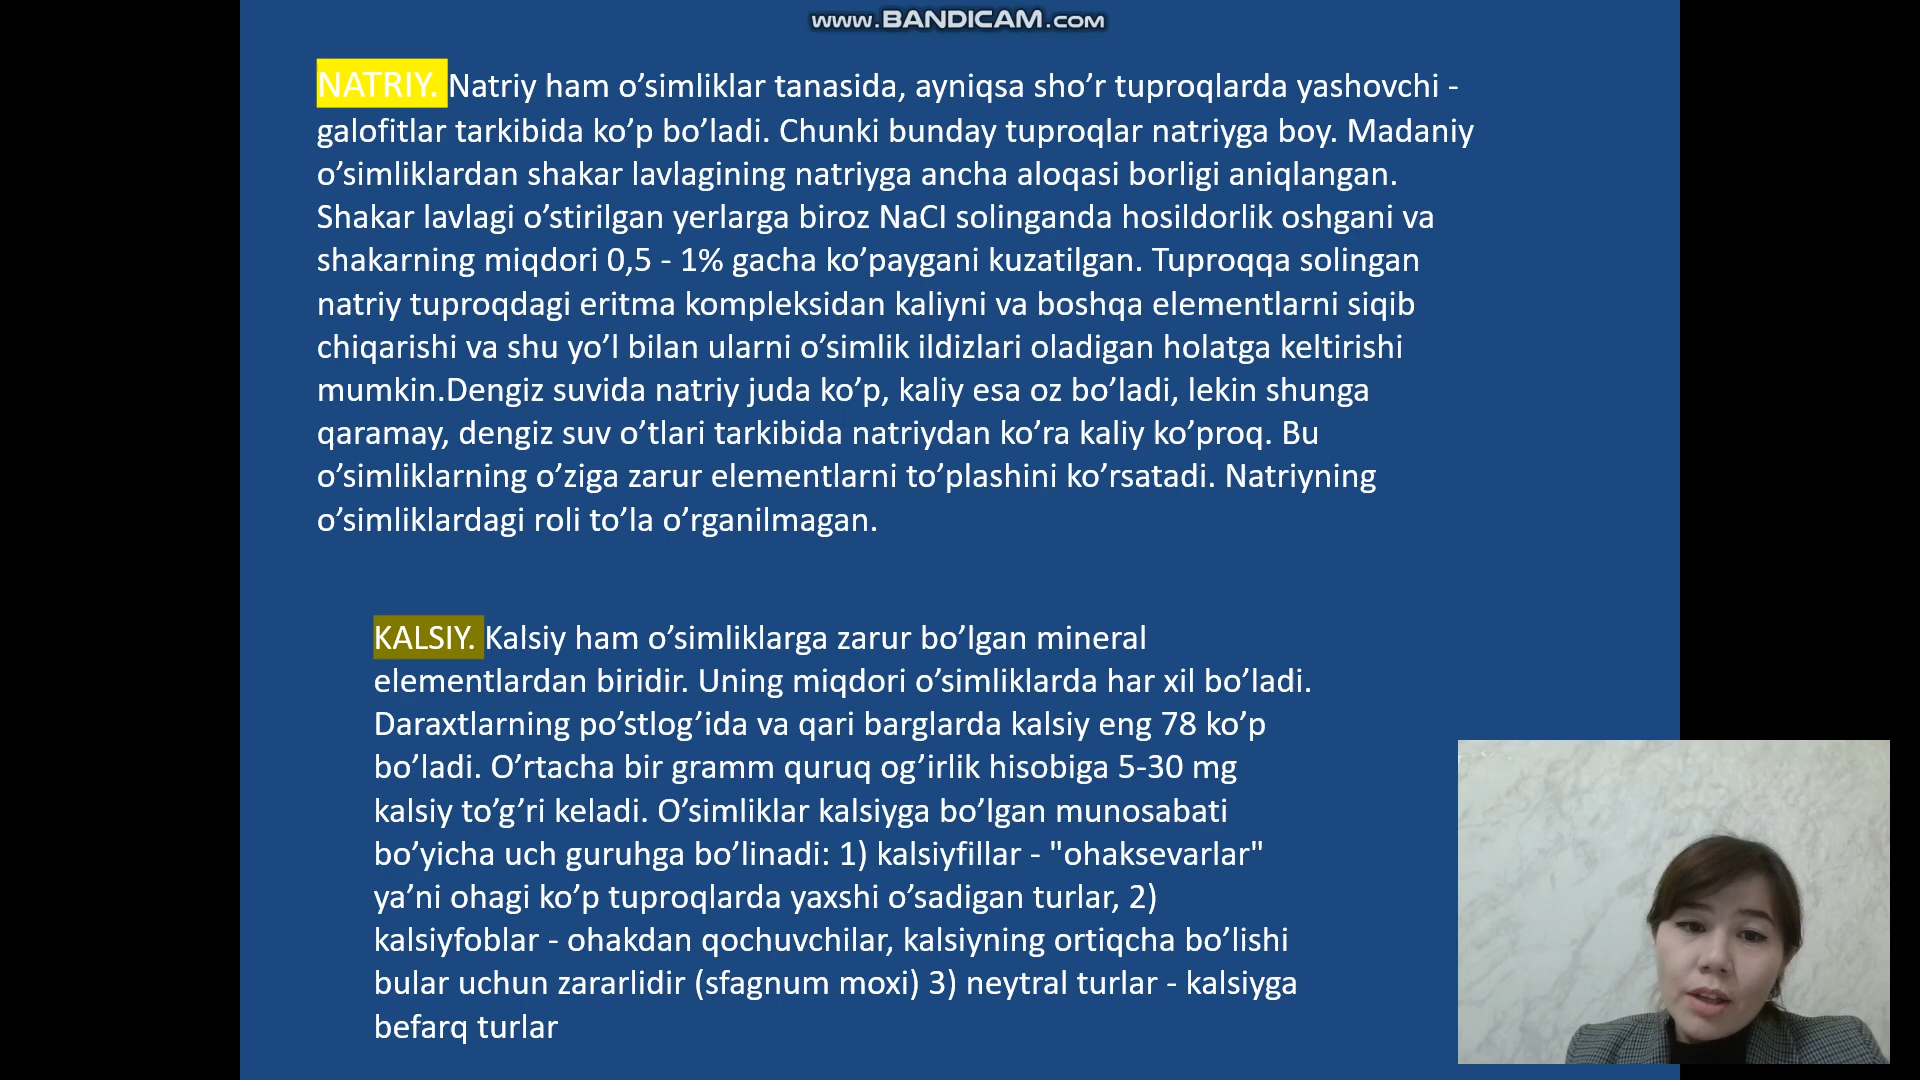 www.BANDICAM.com
NATRIY. Natriy ham o’simliklar tanasida, ayniqsa sho’r tuproqlarda yashovchi -
galofitlar tarkibida ko’p bo’ladi. Chunki bunday tuproqlar natriyga boy. Madaniy
o’simliklardan shakar lavlagining natriyga ancha aloqasi borligi aniqlangan.
Shakar lavlagi o’stirilgan yerlarga biroz NaCI solinganda hosildorlik oshgani va
shakarning miqdori 0,5 - 1% gacha ko’paygani kuzatilgan. Tuproqqa solingan
natriy tuproqdagi eritma kompleksidan kaliyni va boshqa elementlarni siqib
chiqarishi va shu yo’l bilan ularni o’simlik ildizlari oladigan holatga keltirishi
mumkin.Dengiz suvida natriy juda ko’p, kaliy esa oz bo’ladi, lekin shunga
qaramay, dengiz suv o’tlari tarkibida natriydan ko’ra kaliy ko’proq. Bu
o’simliklarning o’ziga zarur elementlarni to’plashini ko’rsatadi. Natriyning
o’simliklardagi roli to’la o’rganilmagan.
KALSIY. Kalsiy ham o’simliklarga zarur bo’lgan mineral
elementlardan biridir. Uning miqdori o’simliklarda har xil bo’ladi.
Daraxtlarning po’stlog’ida va qari barglarda kalsiy eng 78 ko’p
bo’ladi. O’rtacha bir gramm quruq og’irlik hisobiga 5-30 mg
kalsiy to’g’ri keladi. O’simliklar kalsiyga bo’lgan munosabati
bo’yicha uch guruhga bo’linadi: 1) kalsiyfillar - "ohaksevarlar"
ya’ni ohagi ko’p tuproqlarda yaxshi o’sadigan turlar, 2)
kalsiyfoblar - ohakdan qochuvchilar, kalsiyning ortiqcha bo’lishi
bular uchun zararlidir (sfagnum moxi) 3) neytral turlar - kalsiyga
befarq turlar